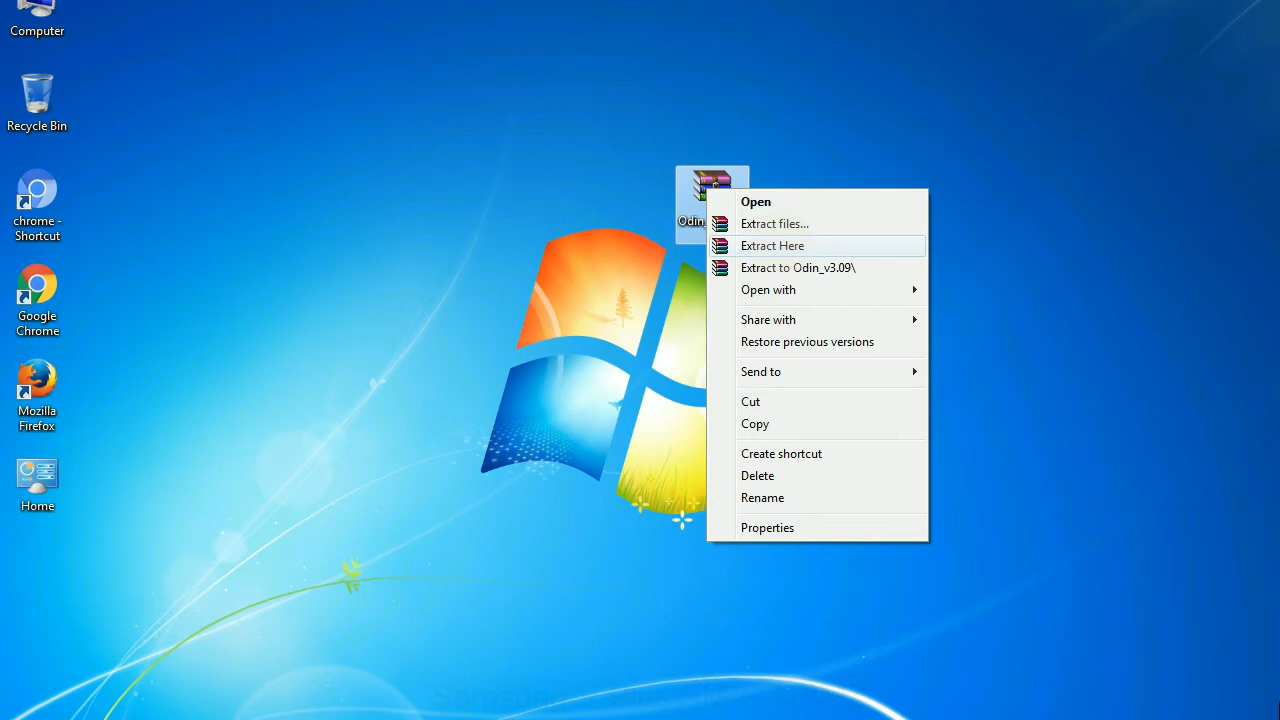 Computer
Recycle Bin
chrome -
Shortcut
Google
Chrome
Mozilla
Firefox
Home
Odin_
Open
Extract files...
Extract Here
Extract to Odin_v3.09\
Open with
Share with
Restore previous versions
Send to
Cut
Copy
Create shortcut
Delete
Rename
Properties